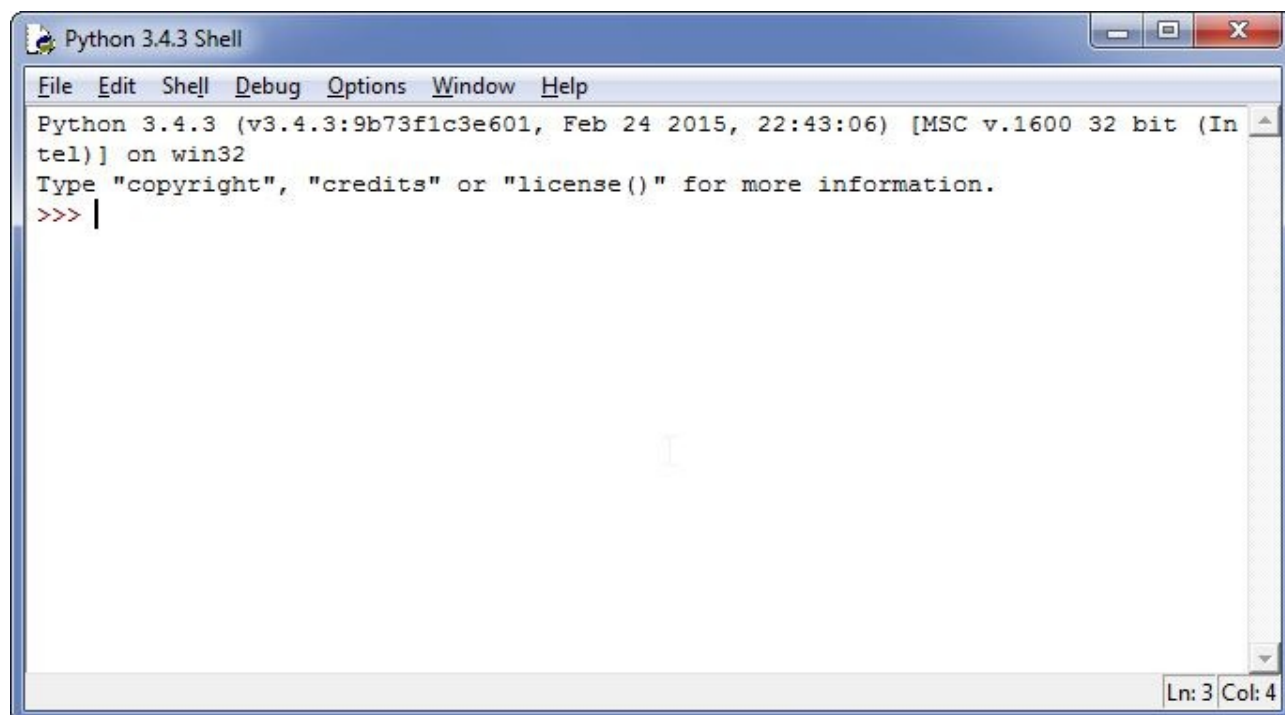 Python 3.4.3 Shell
File Edit Shell Debug Options Window Help
Python 3.4.3 (v3.4.3:9b73f1c3e601, Feb 24 2015, 22:43:06) [MSC v.1600 32 bit (In
tel)] on win32
Type "copyright", "credits" or "license()" for more information.
>>>
Ln: 3 Col: 4